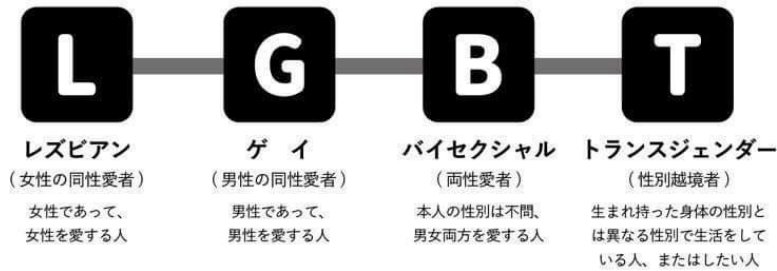 L G B T
レズビアン
(女性の同性愛者)
女性であって、
女性を愛する人
ゲイ
(男性の同性愛者)
男性であって、
男性を愛する人
バイセクシャル
(両性愛者)
本人の性別は不問、
男女両方を愛する人
トランスジェンダー
(性別越境者)
生まれ持った身体の性別と
は異なる性別で生活をして
いる人、またはしたい人